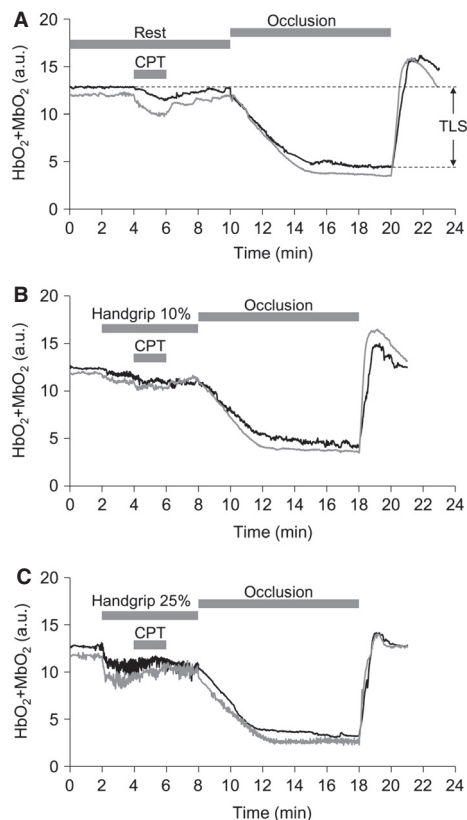 A
Rest
Occlusion
CPT
HbO2+MbO2 (a.u.)
20
15
10
5
0
TLS
0 2 4 6 8 10 12 14 16 18 20 22 24
Time (min)
B
Handgrip 10%
Occlusion
CPT
HbO2+MbO2 (a.u.)
20
15
10
5
0
0 2 4 6 8 10 12 14 16 18 20 22 24
Time (min)
C
Handgrip 25%
Occlusion
CPT
HbO2+MbO2 (a.u.)
20
15
10
5
0
0 2 4 6 8 10 12 14 16 18 20 22 24
Time (min)